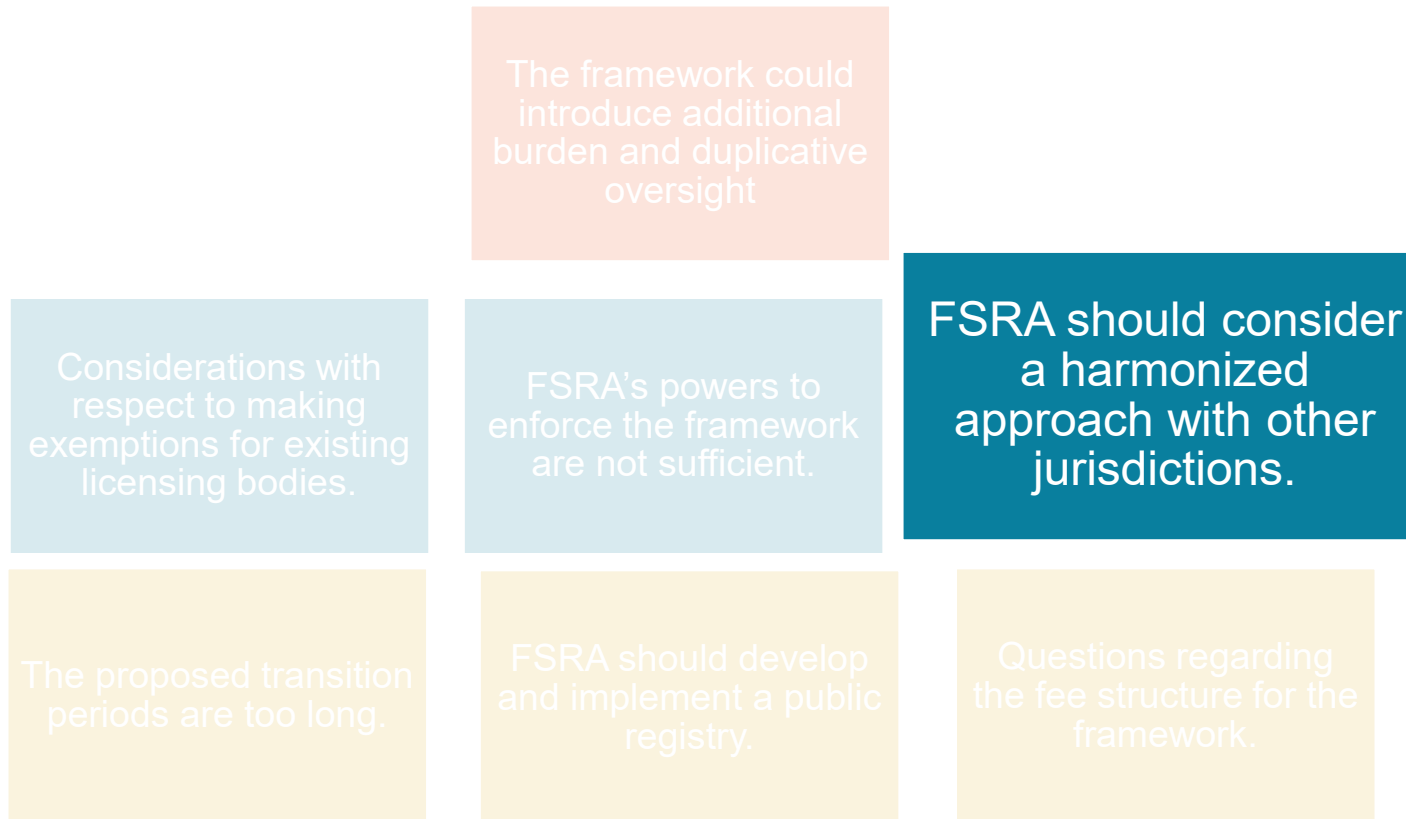 The framework could
introduce additional
burden and duplicative
oversight
Considerations with
respect to making
exemptions for existing
licensing bodies.
FSRA’s powers to
enforce the framework
are not sufficient.
FSRA should consider
a harmonized
approach with other
jurisdictions.
The proposed transition
periods are too long.
FSRA should develop
and implement a public
registry.
Questions regarding
the fee structure for the
framework.